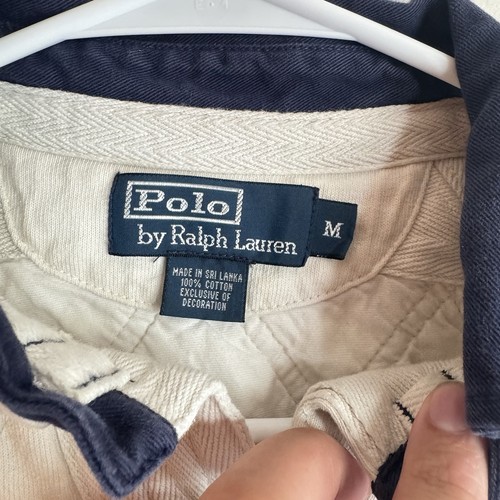 Polo
by Ralph Lauren
M
MADE IN SRI LANKA
100% COTTON
EXCLUSIVE OF
DECORATION